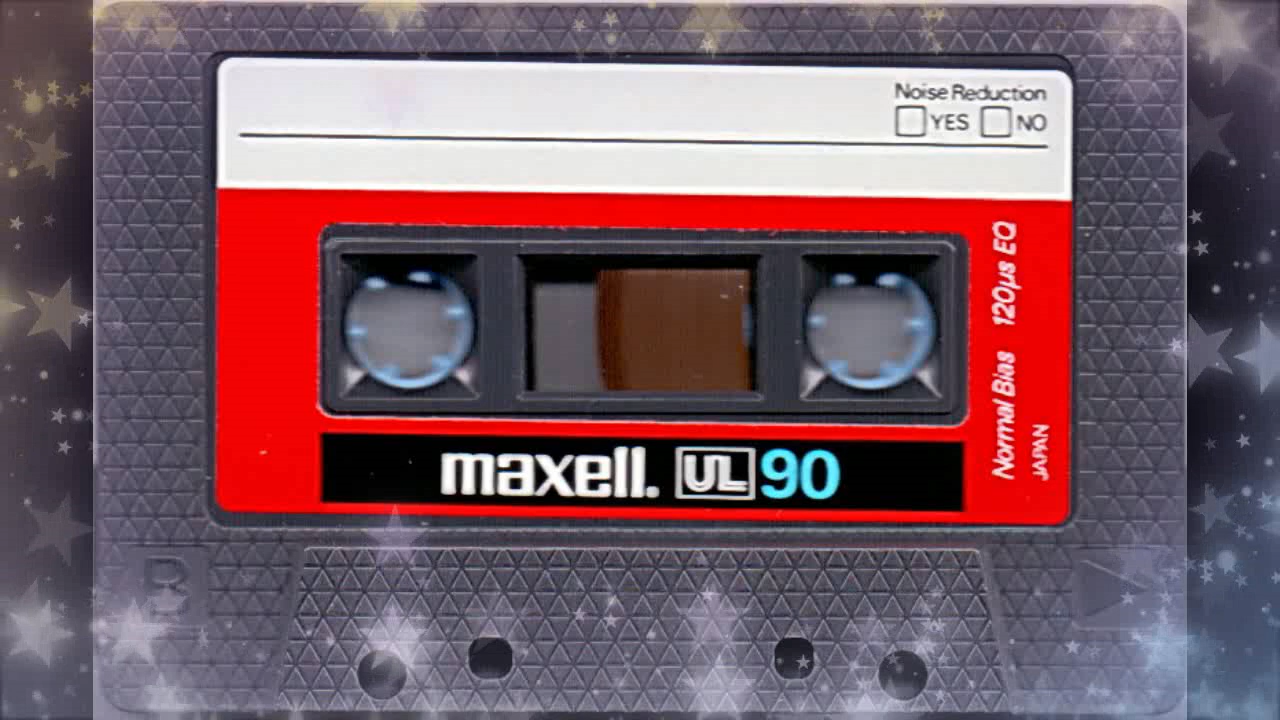 Noise Reduction
YES NO
Normal Bias 120µs EQ
JAPAN
maxell. UL 90
B